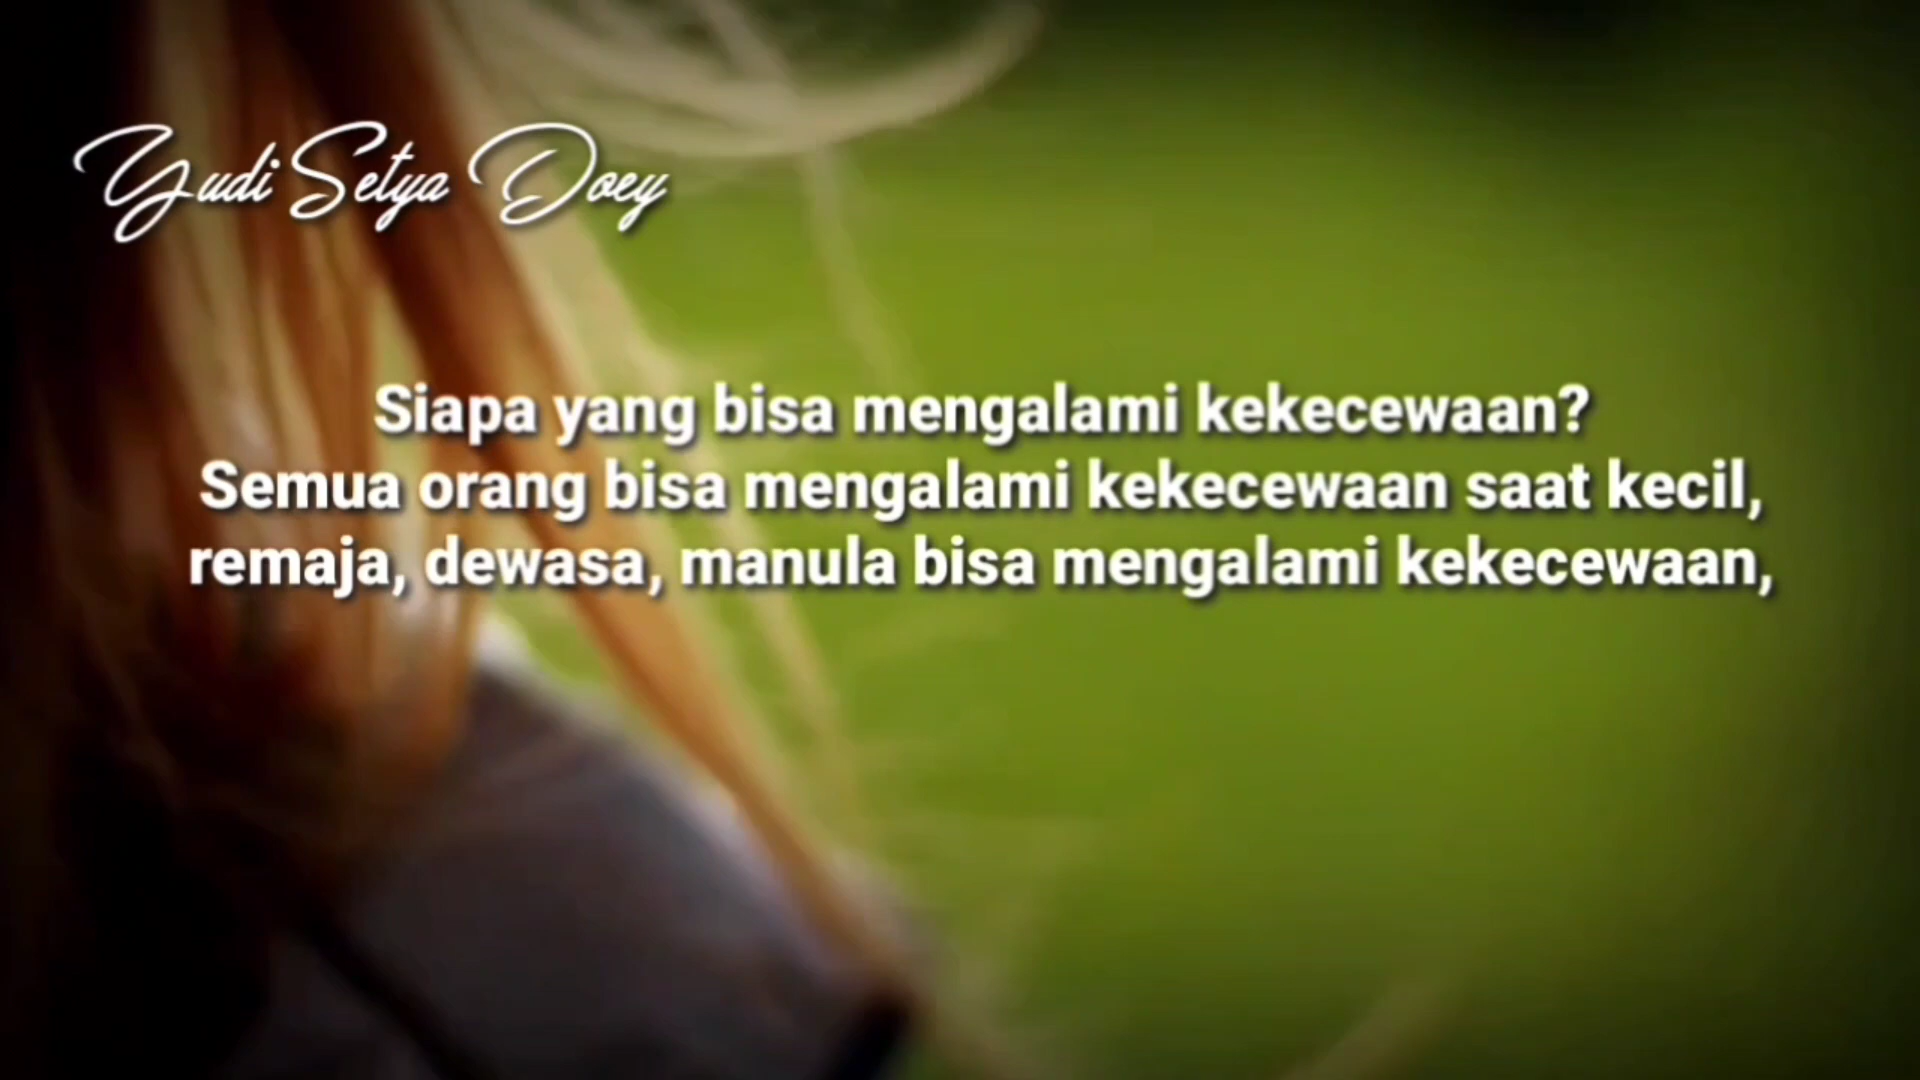 Yudi Setya Doey
Siapa yang bisa mengalami kekecewaan?
Semua orang bisa mengalami kekecewaan saat kecil,
remaja, dewasa, manula bisa mengalami kekecewaan,